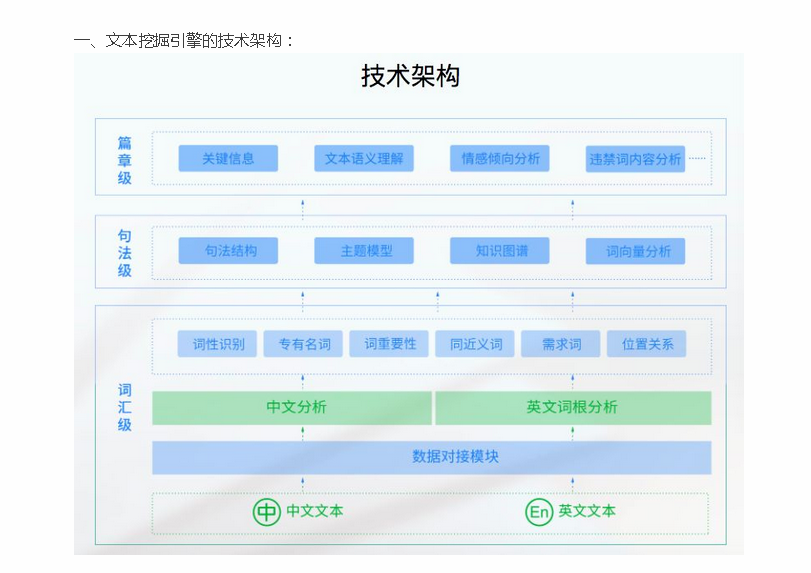 一、文本挖掘引擎的技术架构：
技术架构
篇章级
关键信息 文本语义理解 情感倾向分析 违禁词内容分析 ······
句法级
句法结构 主题模型 知识图谱 词向量分析
词汇级
词性识别 专有名词 词重要性 同近义词 需求词 位置关系
中文分析 英文词根分析
数据对接模块
中 中文文本 En 英文文本